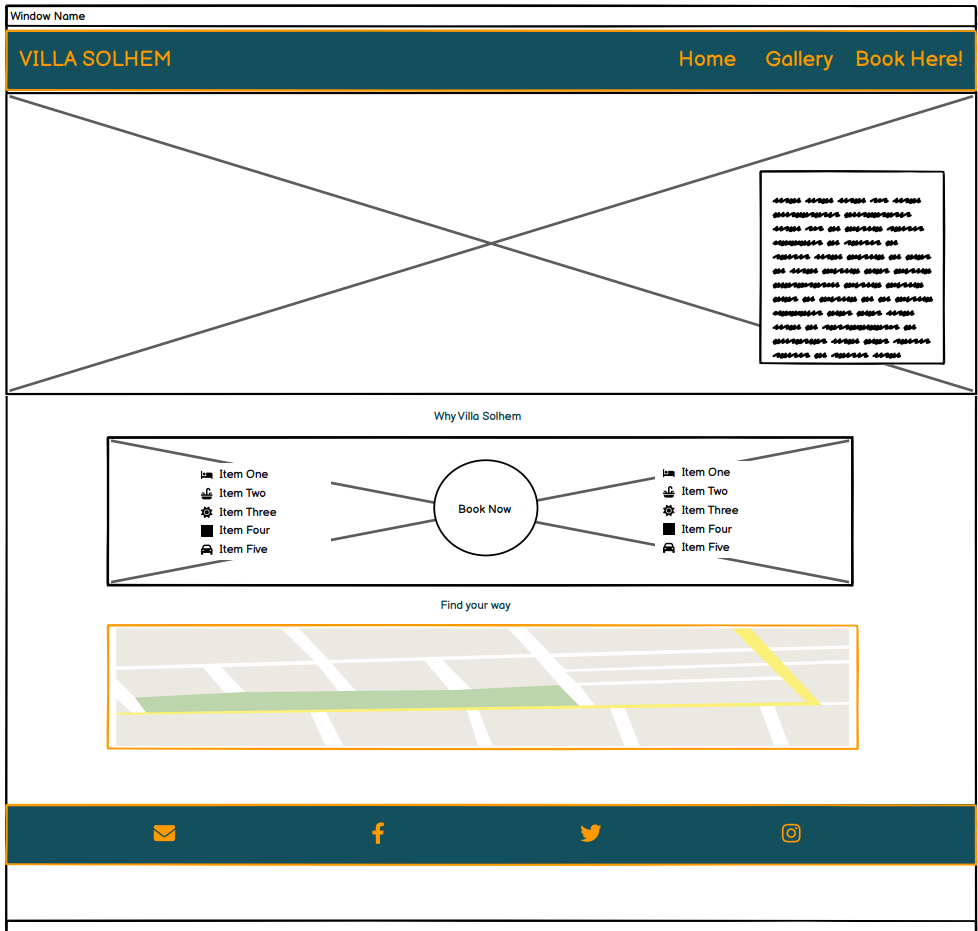 Window Name
VILLA SOLHEM
Home Gallery Book Here!
Why Villa Solhem
Item One
Item Two
Item Three
Item Four
Item Five
Book Now
Item One
Item Two
Item Three
Item Four
Item Five
Find your way